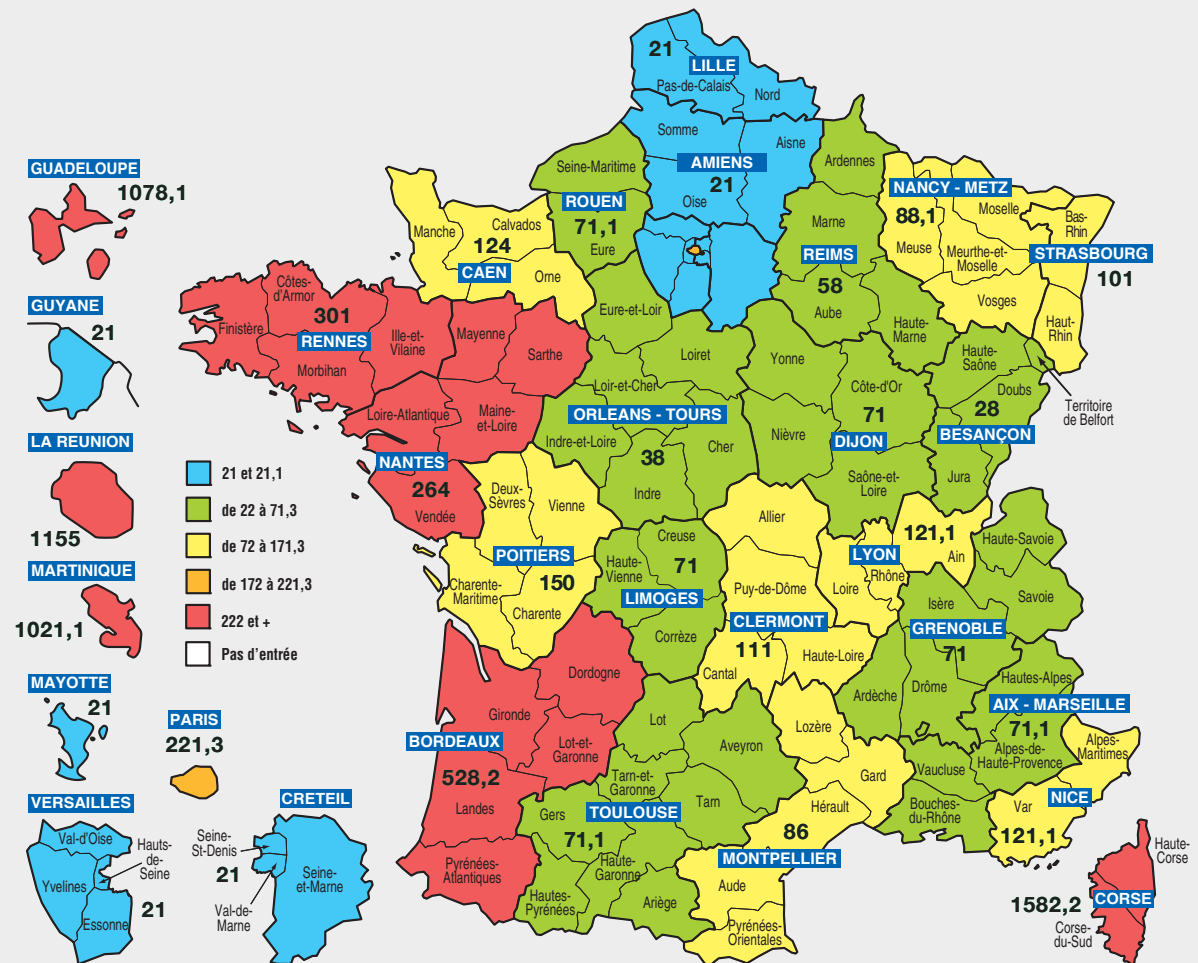 21
LILLE
Pas-de-Calais
Nord
Somme
Aisne
AMIENS
21
Oise
Seine-Maritime
ROUEN
71,1
Eure
Ardennes
Marne
REIMS
58
Aube
Haute-
Marne
NANCY - METZ
88,1
Moselle
Meuse
Meurthe-et-
Moselle
Vosges
Bas-
Rhin
STRASBOURG
101
Haut-
Rhin
GUADELOUPE
1078,1
GUYANE
21
LA REUNION
1155
MARTINIQUE
1021,1
MAYOTTE
21
PARIS
221,3
Manche
Calvados
124
CAEN
Orne
Côtes-
d'Armor
Finistère
301
RENNES
Ille-et-
Vilaine
Morbihan
Mayenne
Sarthe
Loire-Atlantique
Maine-
et-Loire
NANTES
264
Vendée
Eure-et-Loir
Loiret
Loir-et-Cher
ORLEANS - TOURS
Indre-et-Loire
Cher
38
Indre
Yonne
Côte-d'Or
71
Nièvre
DIJON
Saône-et-
Loire
Haute-
Saône
Doubs
28
BESANÇON
Jura
Territoire
de Belfort
21 et 21,1
de 22 à 71,3
de 72 à 171,3
de 172 à 221,3
222 et +
Pas d'entrée
Deux-
Sèvres
Vienne
POITIERS
150
Charente-
Maritime
Charente
Creuse
Haute-
Vienne
71
LIMOGES
Corrèze
Allier
Puy-de-Dôme
CLERMONT
111
Haute-Loire
Cantal
121,1
LYON
Ain
Rhône
Loire
Haute-Savoie
Savoie
Isère
GRENOBLE
71
Drôme
Ardèche
Hautes-Alpes
AIX - MARSEILLE
71,1
Alpes-de-
Haute-Provence
Vaucluse
Bouches-
du-Rhône
Alpes-
Maritimes
NICE
Var
121,1
Dordogne
Gironde
BORDEAUX
Lot-et-
Garonne
528,2
Landes
Pyrénées-
Atlantiques
Lot
Aveyron
Tarn-et-
Garonne
Tarn
Gers
TOULOUSE
71,1
Haute-
Garonne
Hautes-
Pyrénées
Ariège
Lozère
Gard
Hérault
86
MONTPELLIER
Aude
Pyrénées-
Orientales
VERSAILLES
Val-d'Oise
Hauts-
de-
Seine
Yvelines
21
Essonne
CRETEIL
Seine-
St-Denis
21
Seine-
et-Marne
Val-de-
Marne
Haute-
Corse
1582,2
CORSE
Corse-
du-Sud